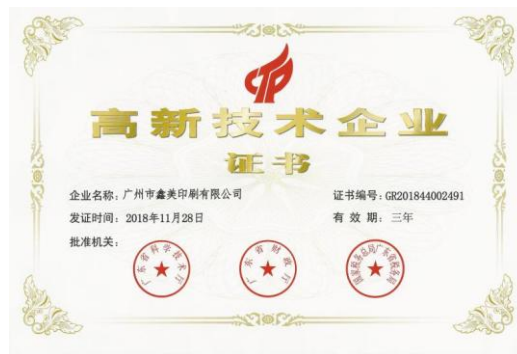 高新技术企业
证书
企业名称：广州市鑫美印刷有限公司
证书编号：GR201844002491
发证时间：2018年11月28日
有效期：三年
批准机关：
广东省科学技术厅
广东省财政厅
国家税务总局广东省税务局